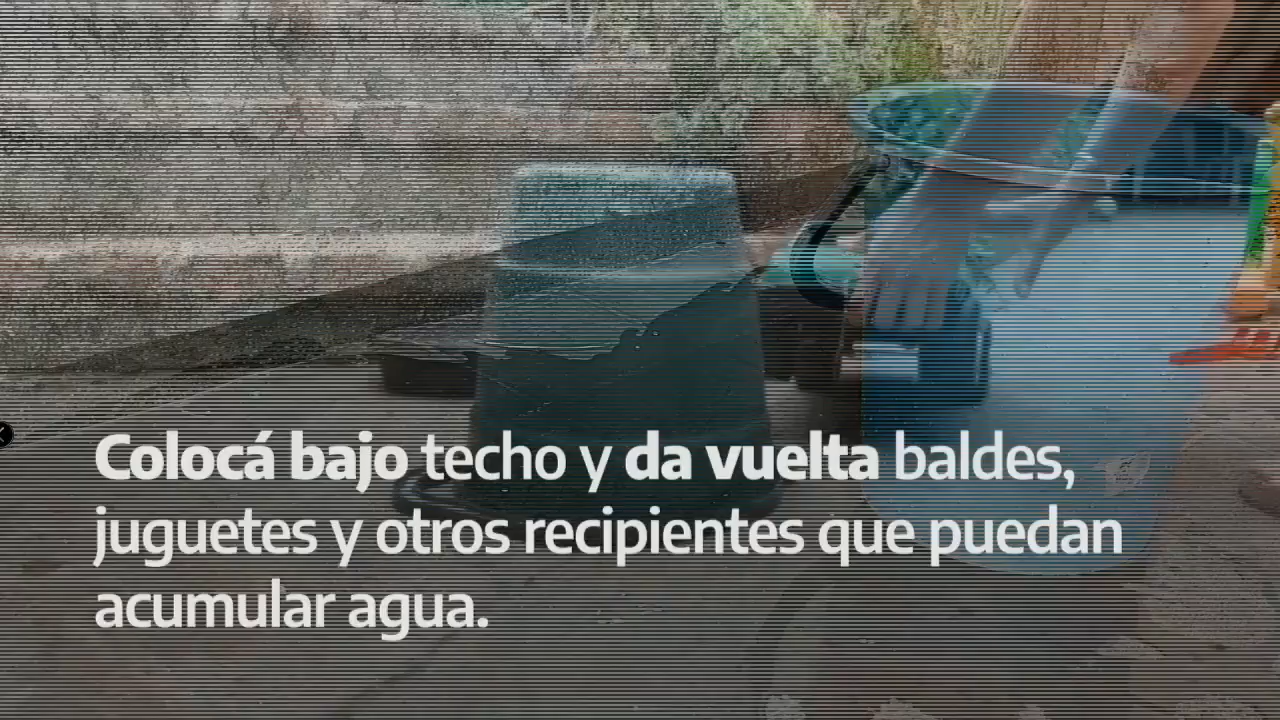 Colocá bajo techo y da vuelta baldes,
juguetes y otros recipientes que puedan
acumular agua.